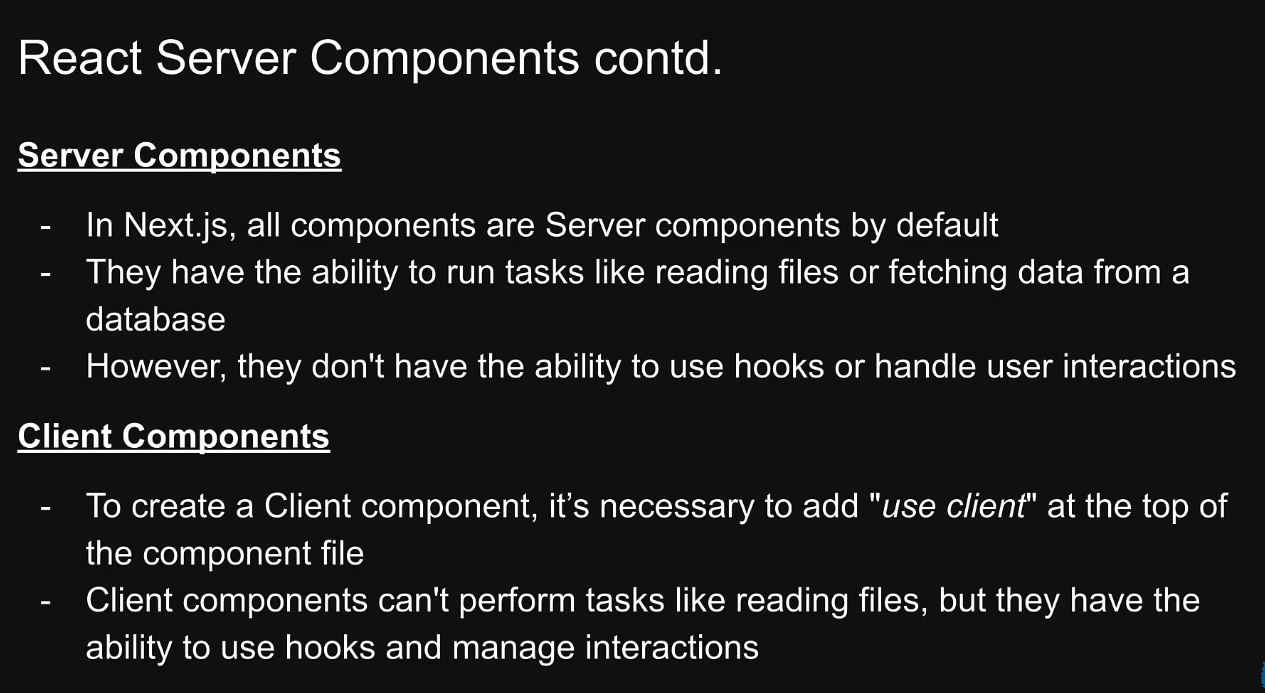 React Server Components contd.
Server Components
- In Next.js, all components are Server components by default
- They have the ability to run tasks like reading files or fetching data from a
database
- However, they don't have the ability to use hooks or handle user interactions
Client Components
- To create a Client component, it’s necessary to add "use client" at the top of
the component file
- Client components can't perform tasks like reading files, but they have the
ability to use hooks and manage interactions